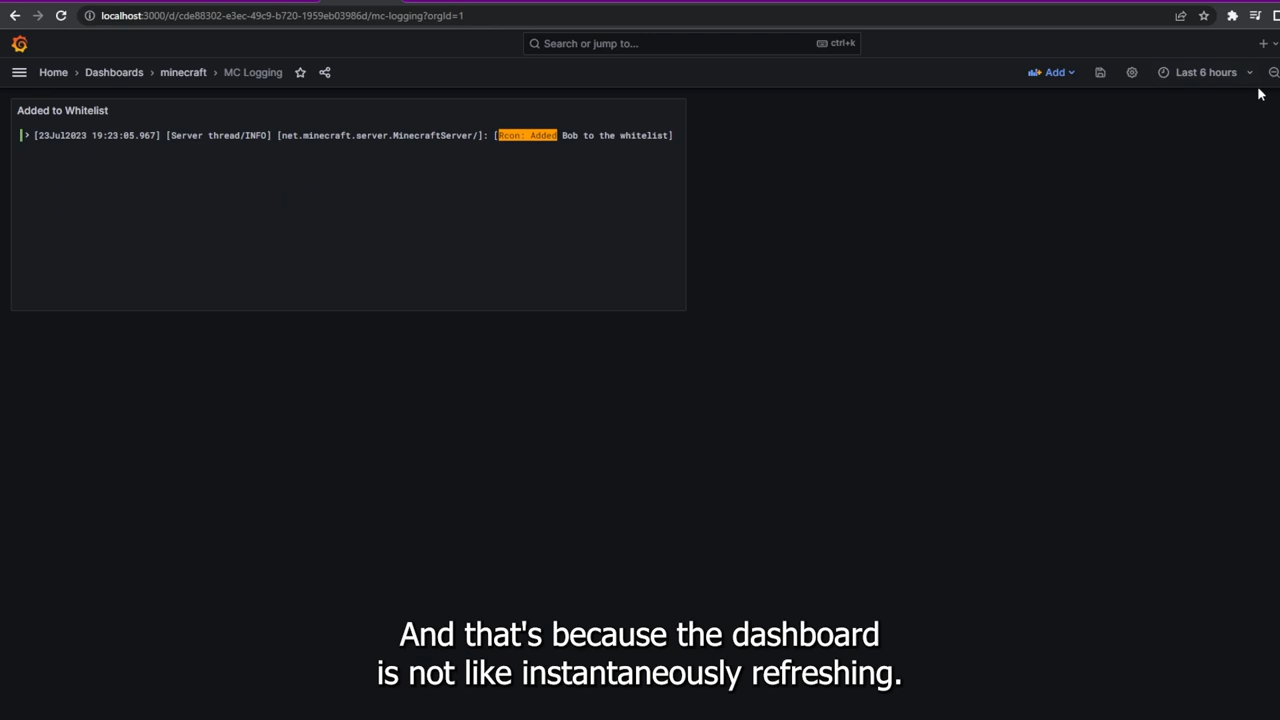 localhost:3000/d/cde88302-e3ec-49c9-b720-1959eb03986d/mc-logging?orgId=1
Search or jump to... ctrl+k
Home > Dashboards > minecraft > MC Logging Add Last 6 hours
Added to Whitelist
> [23Jul2023 19:23:05.967] [Server thread/INFO] [net.minecraft.server.MinecraftServer/]: [Rcon: Added Bob to the whitelist]
And that's because the dashboard
is not like instantaneously refreshing.